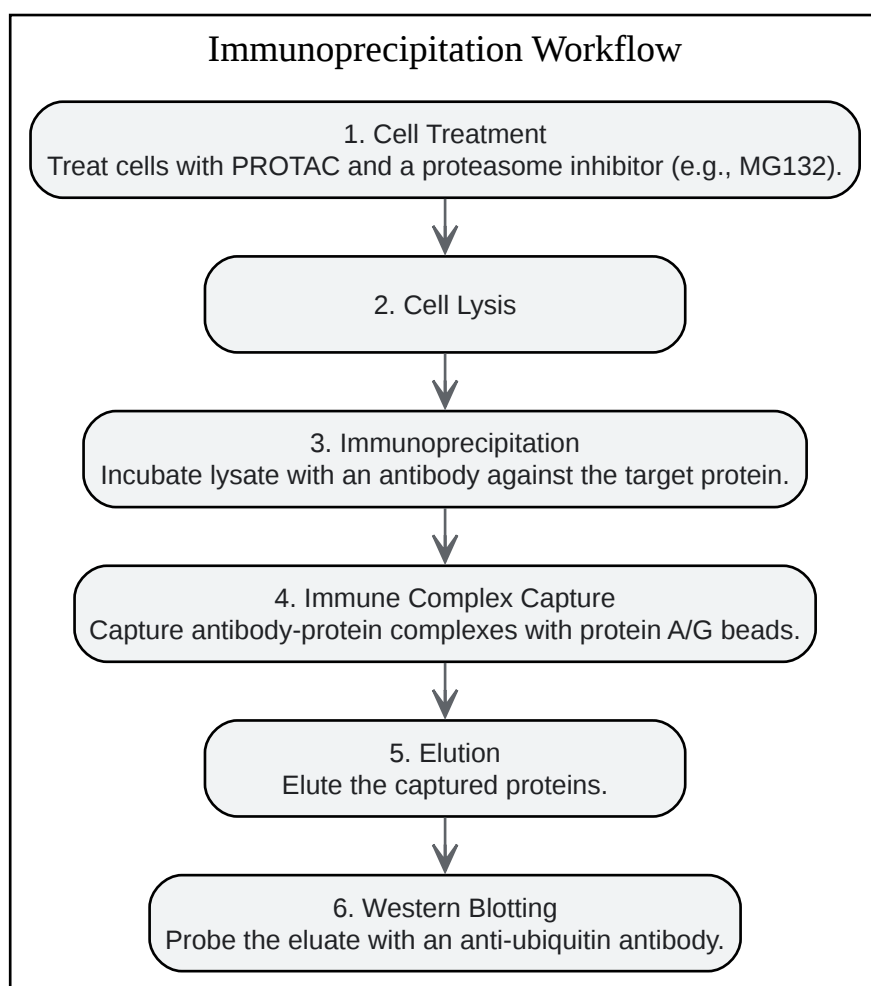 Immunoprecipitation Workflow
1. Cell Treatment
Treat cells with PROTAC and a proteasome inhibitor (e.g., MG132).
2. Cell Lysis
3. Immunoprecipitation
Incubate lysate with an antibody against the target protein.
4. Immune Complex Capture
Capture antibody-protein complexes with protein A/G beads.
5. Elution
Elute the captured proteins.
6. Western Blotting
Probe the eluate with an anti-ubiquitin antibody.